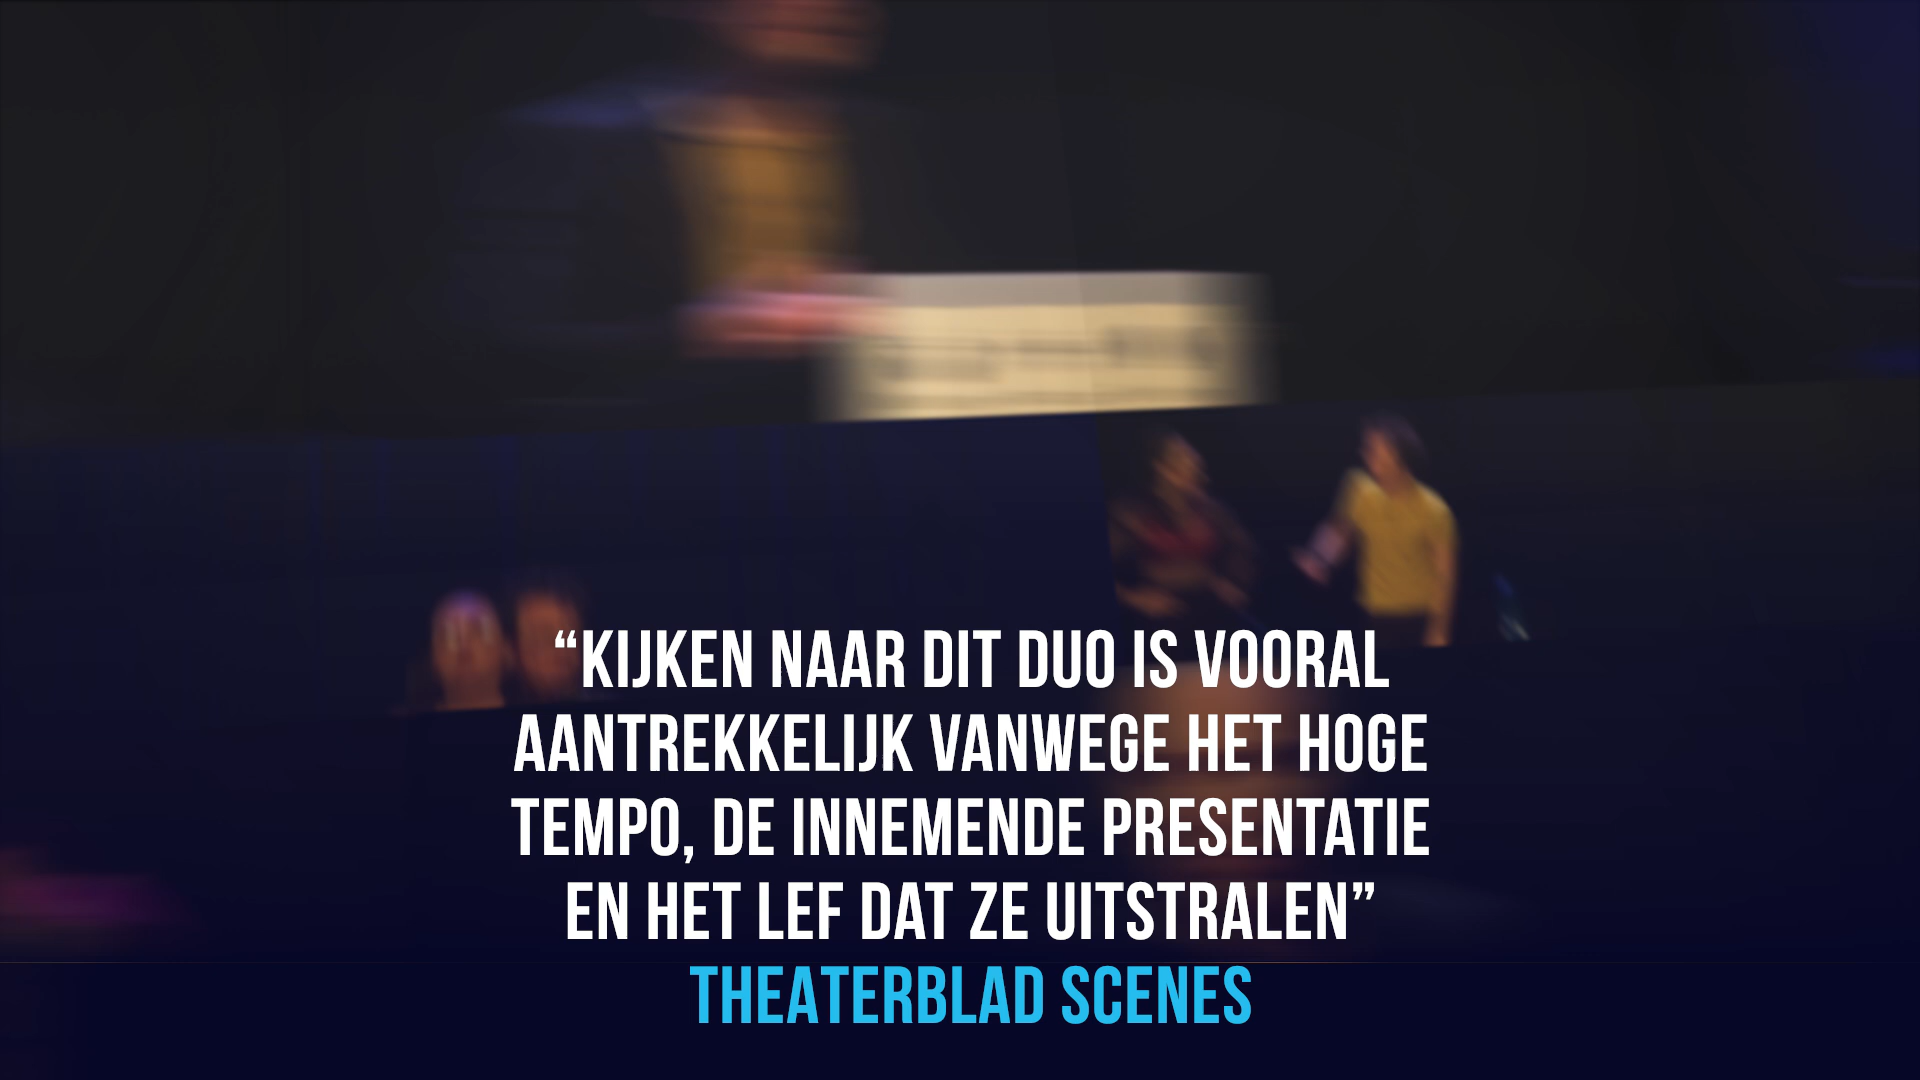 “KIJKEN NAAR DIT DUO IS VOORAL
AANTREKKELIJK VANWEGE HET HOGE
TEMPO, DE INNEMENDE PRESENTATIE
EN HET LEF DAT ZE UITSTRALEN”
THEATERBLAD SCENES